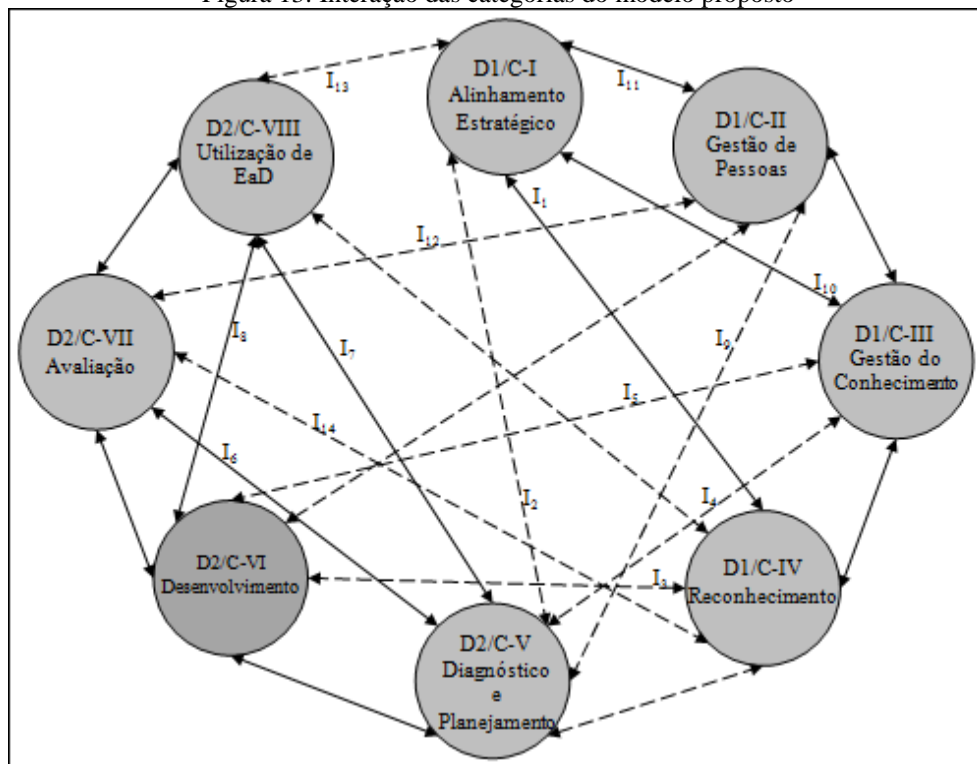 Figura 13: Interação das categorias do modelo proposto
D1/C-I
Alinhamento
Estratégico
D2/C-VIII
Utilização de
EaD
D1/C-II
Gestão de
Pessoas
I13
I11
I1
I12
I10
D2/C-VII
Avaliação
D1/C-III
Gestão do
Conhecimento
I8
I7
I9
I5
I14
I6
I2
I4
D2/C-VI
Desenvolvimento
D1/C-IV
Reconhecimento
I3
D2/C-V
Diagnóstico
e
Planejamento